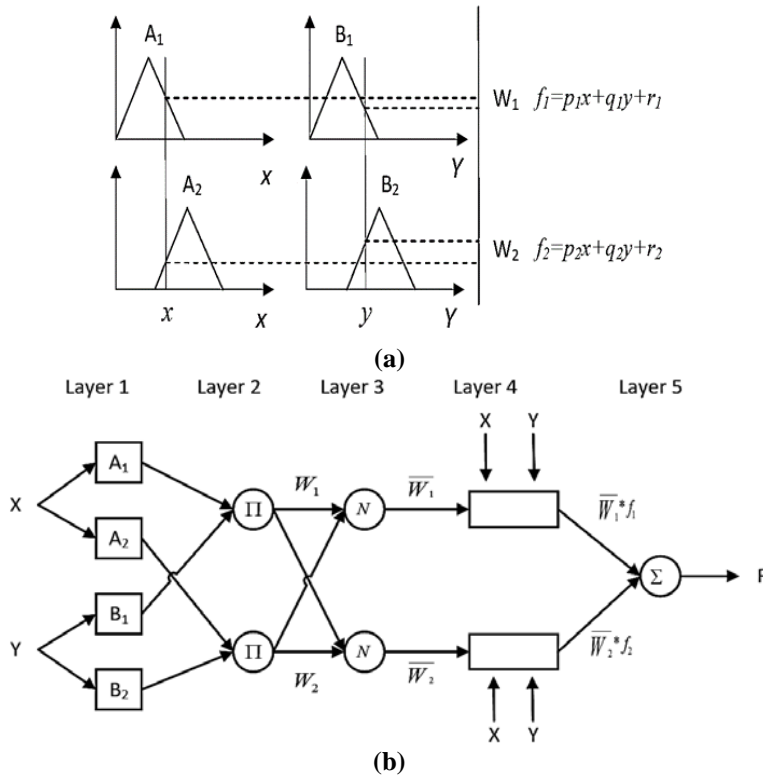 A₁ B₁
W₁ f₁=p₁x+q₁y+r₁
X Y
A₂ B₂
W₂ f₂=p₂x+q₂y+r₂
x X y Y
(a)
Layer 1 Layer 2 Layer 3 Layer 4 Layer 5
X Y
A₁
X W₁ W̅₁
Π N W̅₁*f₁
A₂
Σ F
B₁
Y Π N W̅₂*f₂
W₂ W̅₂
B₂
X Y
(b)